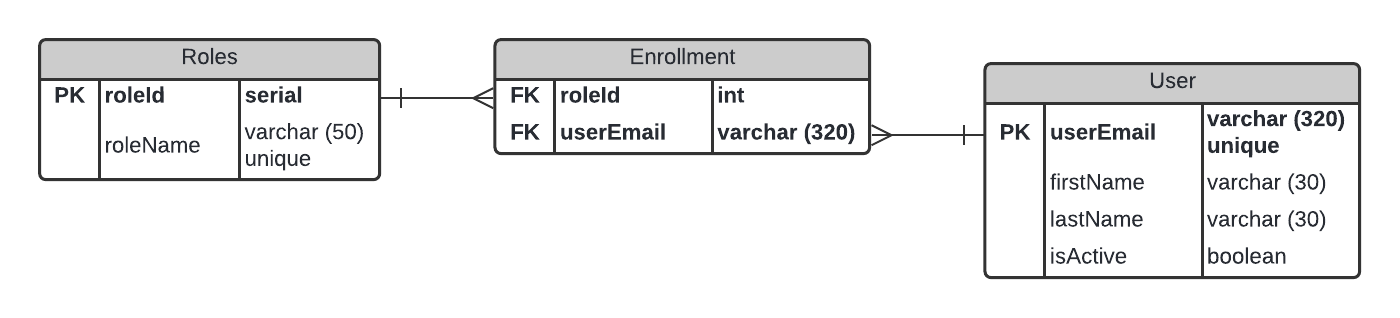 Roles
PK roleId serial
roleName varchar (50)
unique
Enrollment
FK roleId int
FK userEmail varchar (320)
User
PK userEmail varchar (320)
unique
firstName varchar (30)
lastName varchar (30)
isActive boolean